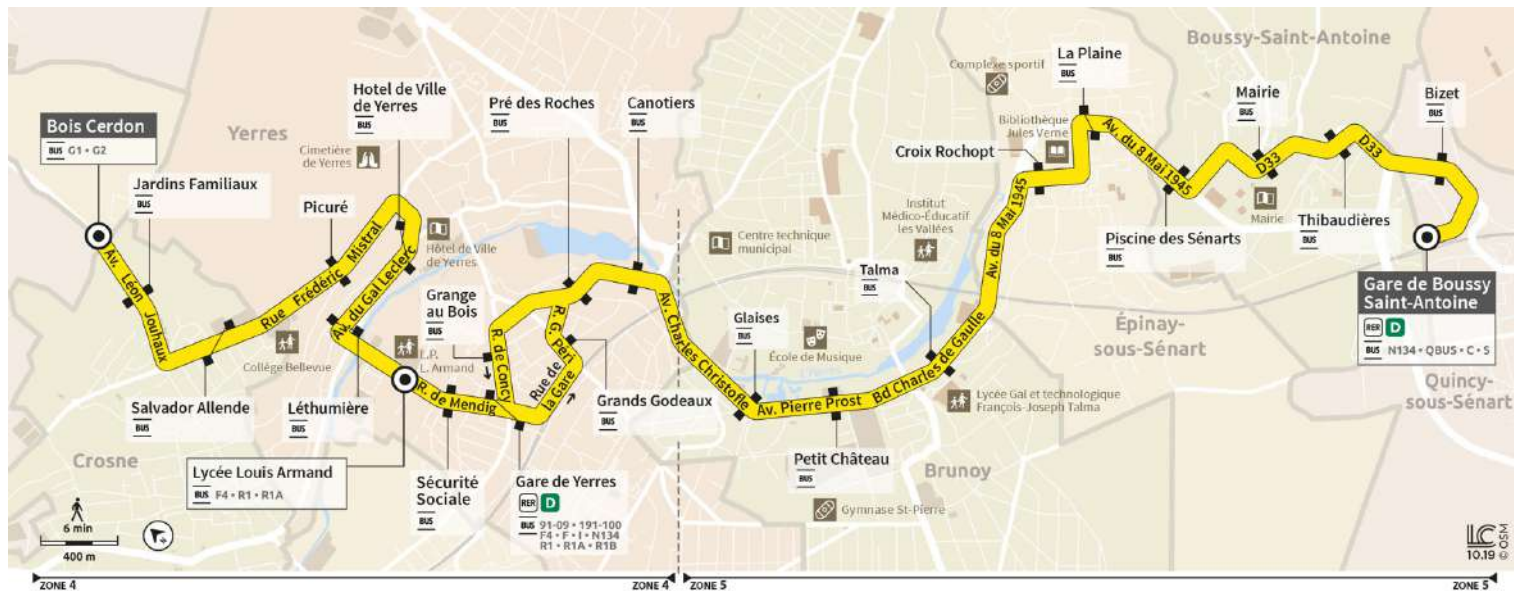 Boussy-Saint-Antoine
Yerres
Crosne
Brunoy
Épinay-
sous-Sénart
Quincy-
sous-Sénart
Bois Cerdon
BUS G1 • G2
Jardins Familiaux
BUS
Picuré
BUS
Salvador Allende
BUS
Hotel de Ville
de Yerres
BUS
Cimetière
de Yerres
Hôtel de Ville
de Yerres
Collège Bellevue
Léthumière
BUS
Lycée Louis Armand
BUS F4 • R1 • R1A
L.P.
L. Armand
Sécurité
Sociale
BUS
Grange
au Bois
BUS
Gare de Yerres
RER D
BUS 91-09 • 191-100
F4 • F • I • N134
R1 • R1A • R1B
Grands Godeaux
BUS
Pré des Roches
BUS
Canotiers
BUS
Centre technique
municipal
Glaises
BUS
École de Musique
Petit Château
BUS
Gymnase St-Pierre
Talma
BUS
Lycée Gal et technologique
François-Joseph Talma
Institut
Médico-Éducatif
les Vallées
Croix Rochopt
BUS
Bibliothèque
Jules Verne
Complexe sportif
La Plaine
BUS
Piscine des Sénarts
BUS
Mairie
BUS
Mairie
Thibaudières
BUS
Bizet
BUS
Gare de Boussy
Saint-Antoine
RER D
BUS N134 • QBUS • C • S
Av. Léon Jouhaux
Rue Frédéric Mistral
Av. du Gal Leclerc
R. de Mendig
R. de Concy
Rue de
la Gare
R. G. Peri
Av. Charles Christofle
Av. Pierre Prost
Bd Charles de Gaulle
Av. du 8 Mai 1945
Av. du 8 Mai 1945
D33
D33
6 min
400 m
LC
10.19
© OSM
ZONE 4
ZONE 4
ZONE 5
ZONE 5